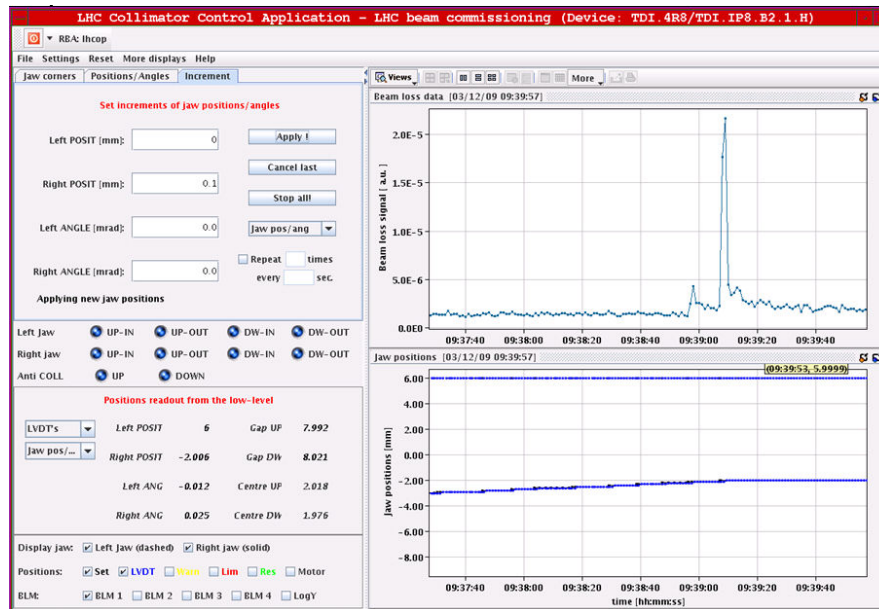 LHC Collimator Control Application - LHC beam commissioning (Device: TDI.4R8/TDI.IP8.B2.1.H)
RBA: lhcop
File Settings Reset More displays Help
Jaw corners Positions/Angles Increment
Set increments of jaw positions/angles
Left POSIT [mm]: 0 Apply !
Cancel last
Right POSIT [mm]: 0.1
Stop all!
Left ANGLE [mrad]: 0.0 Jaw pos/ang
Repeat times
Right ANGLE [mrad]: 0.0 every sec.
Applying new jaw positions
Left Jaw UP-IN UP-OUT DW-IN DW-OUT
Right jaw UP-IN UP-OUT DW-IN DW-OUT
Anti COLL UP DOWN
Positions readout from the low-level
LVDT's Left POSIT 6 Gap UP 7.992
Jaw pos/... Right POSIT -2.006 Gap DW 8.021
Left ANG -0.012 Centre UP 2.018
Right ANG 0.025 Centre DW 1.976
Display jaw: Left Jaw (dashed) Right jaw (solid)
Positions: Set LVDT Warn Lim Res Motor
BLM: BLM 1 BLM 2 BLM 3 BLM 4 LogY
Views More
Beam loss data [03/12/09 09:39:57]
Beam loss signal [ a.u. ]
2.0E-5
1.5E-5
1.0E-5
5.0E-6
0.0E0
09:37:40 09:38:00 09:38:20 09:38:40 09:39:00 09:39:20 09:39:40
Jaw positions [03/12/09 09:39:57]
(09:39:53, 5.9999)
Jaw positions [mm]
6.00
4.00
2.00
0.00
-2.00
-4.00
-6.00
-8.00
09:37:40 09:38:00 09:38:20 09:38:40 09:39:00 09:39:20 09:39:40
time [hh:mm:ss]